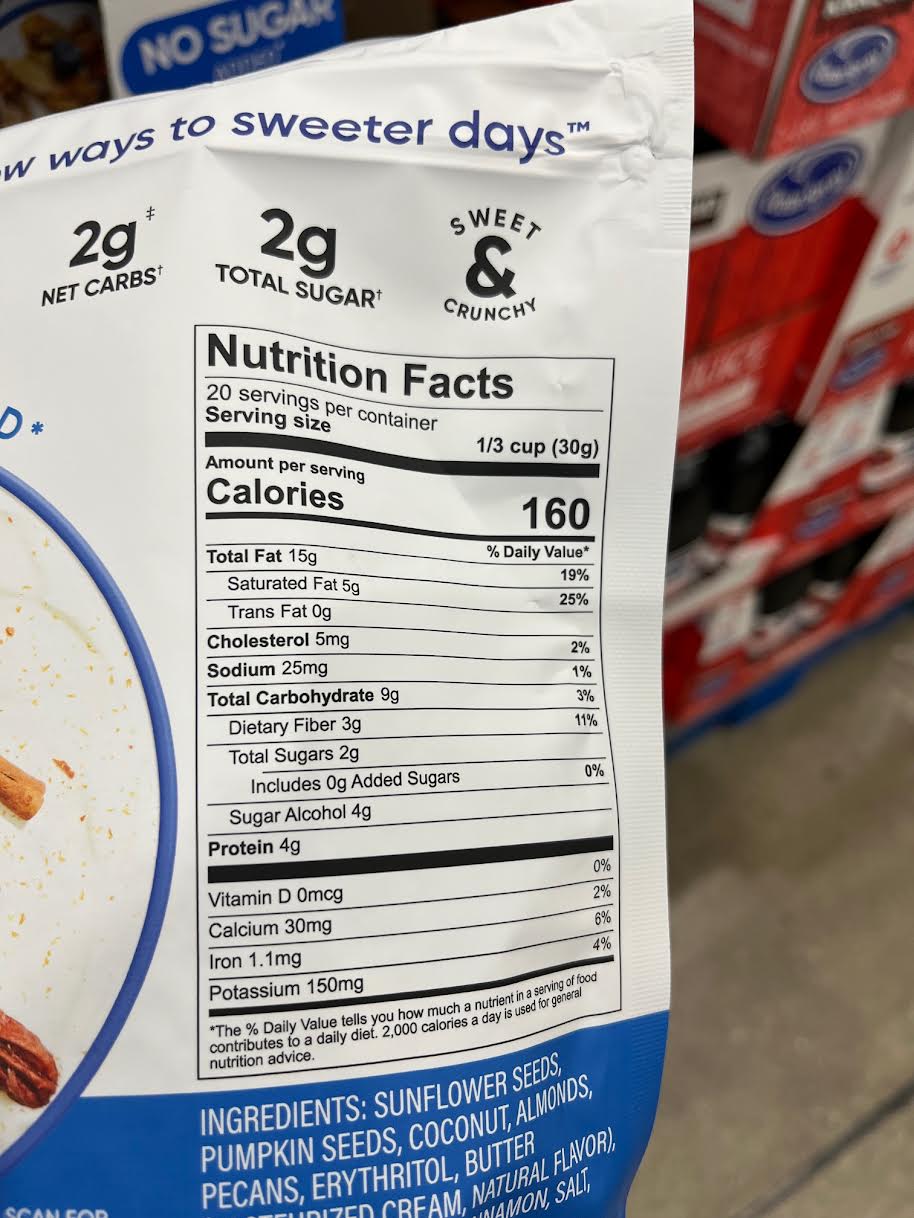 NO SUGAR
ADDED*
w ways to sweeter days™
2g‡
NET CARBS†
2g
TOTAL SUGAR†
SWEET
&
CRUNCHY
D*
Nutrition Facts
20 servings per container
Serving size 1/3 cup (30g)
Amount per serving
Calories 160
% Daily Value*
Total Fat 15g 19%
Saturated Fat 5g 25%
Trans Fat 0g
Cholesterol 5mg 2%
Sodium 25mg 1%
Total Carbohydrate 9g 3%
Dietary Fiber 3g 11%
Total Sugars 2g
Includes 0g Added Sugars 0%
Sugar Alcohol 4g
Protein 4g
Vitamin D 0mcg 0%
Calcium 30mg 2%
Iron 1.1mg 6%
Potassium 150mg 4%
*The % Daily Value tells you how much a nutrient in a serving of food
contributes to a daily diet. 2,000 calories a day is used for general
nutrition advice.
INGREDIENTS: SUNFLOWER SEEDS,
PUMPKIN SEEDS, COCONUT, ALMONDS,
PECANS, ERYTHRITOL, BUTTER
CREAM, NATURAL FLAVOR),
SALT,
SCAN FOR